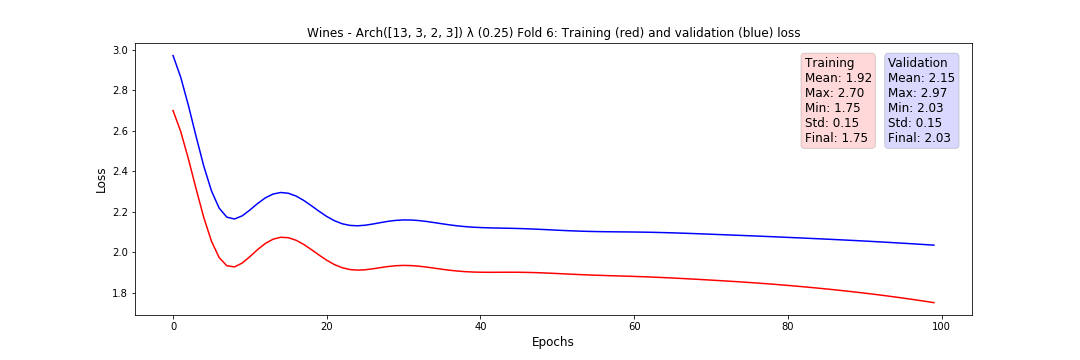 Wines - Arch([13, 3, 2, 3]) λ (0.25) Fold 6: Training (red) and validation (blue) loss
Loss
3.0
2.8
2.6
2.4
2.2
2.0
1.8
Training
Mean: 1.92
Max: 2.70
Min: 1.75
Std: 0.15
Final: 1.75
Validation
Mean: 2.15
Max: 2.97
Min: 2.03
Std: 0.15
Final: 2.03
0
20
40
60
80
100
Epochs